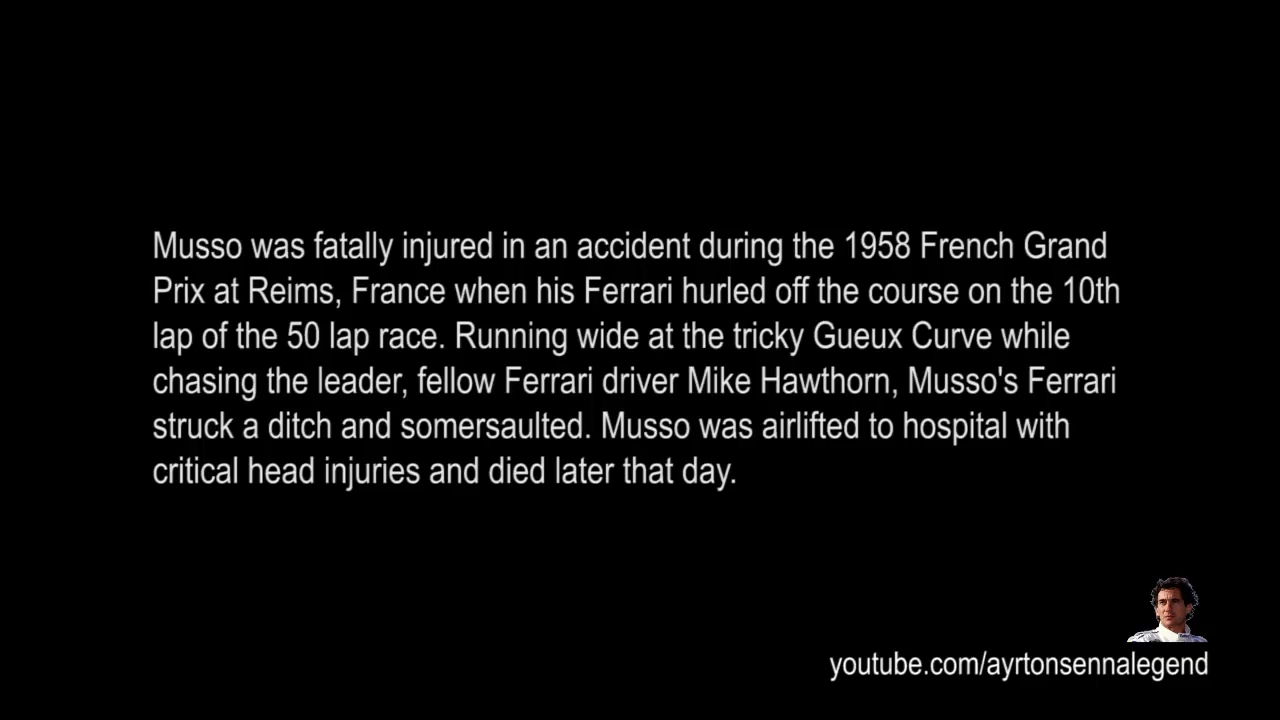 Musso was fatally injured in an accident during the 1958 French Grand
Prix at Reims, France when his Ferrari hurled off the course on the 10th
lap of the 50 lap race. Running wide at the tricky Gueux Curve while
chasing the leader, fellow Ferrari driver Mike Hawthorn, Musso's Ferrari
struck a ditch and somersaulted. Musso was airlifted to hospital with
critical head injuries and died later that day.
youtube.com/ayrtonsennalegend